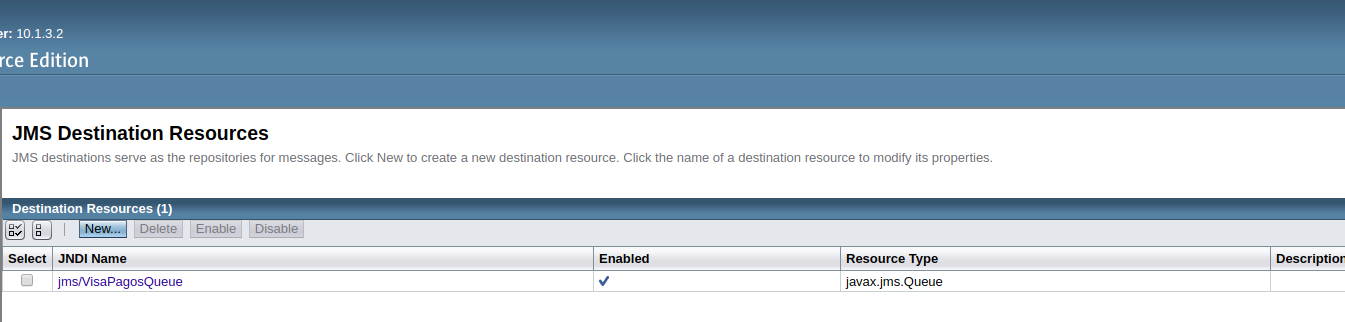 er: 10.1.3.2
rce Edition
JMS Destination Resources
JMS destinations serve as the repositories for messages. Click New to create a new destination resource. Click the name of a destination resource to modify its properties.
Destination Resources (1)
New... Delete Enable Disable
Select JNDI Name Enabled Resource Type Description
jms/VisaPagosQueue javax.jms.Queue